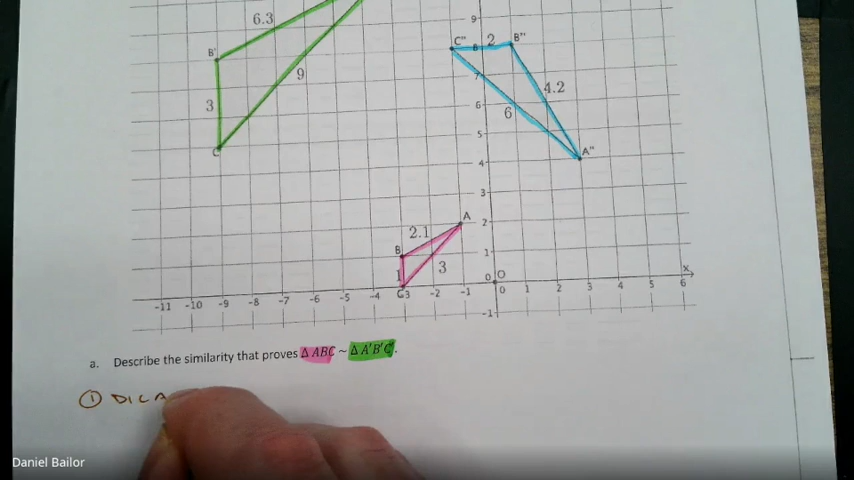 6.3
9
C" 8 2 B"
B'
9
7
4.2
3
6
6
5
C'
A"
4
3
A
2.1
2
B
1
1
3
0 O
x
-11 -10 -9 -8 -7 -6 -5 -4 C-3 -2 -1 0 1 2 3 4 5 6
-1
a. Describe the similarity that proves Δ ABC ~ Δ A'B'C'.
① DILA
Daniel Bailor